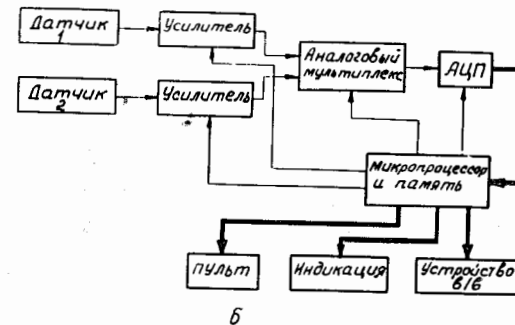 Датчик
1
Усилитель
Аналоговый
мультиплекс
АЦП
Датчик
2
Усилитель
Микропроцессор
и память
пульт
Индикация
Устройство
в/в
б